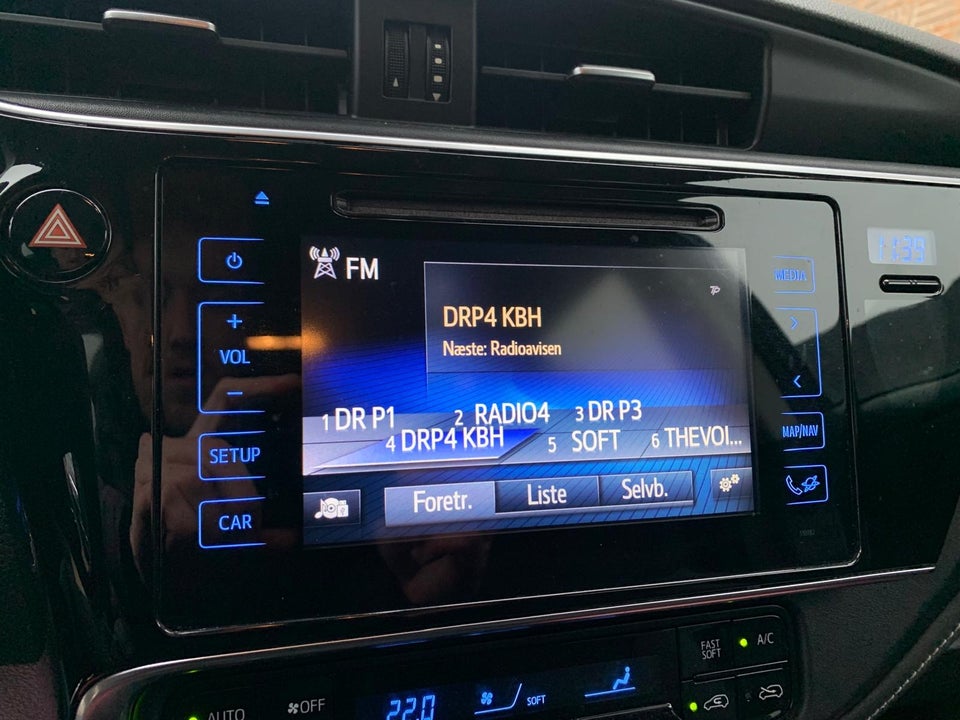 FM
11:39
MEDIA
TP
DRP4 KBH
Næste: Radioavisen
VOL
1 DR P1 2 RADIO4 3 DR P3
4 DRP4 KBH 5 SOFT 6 THEVOI...
MAP/NAV
SETUP
Foretr. Liste Selvb.
CAR
FAST
SOFT
A/C
AUTO
OFF
22.0
SOFT